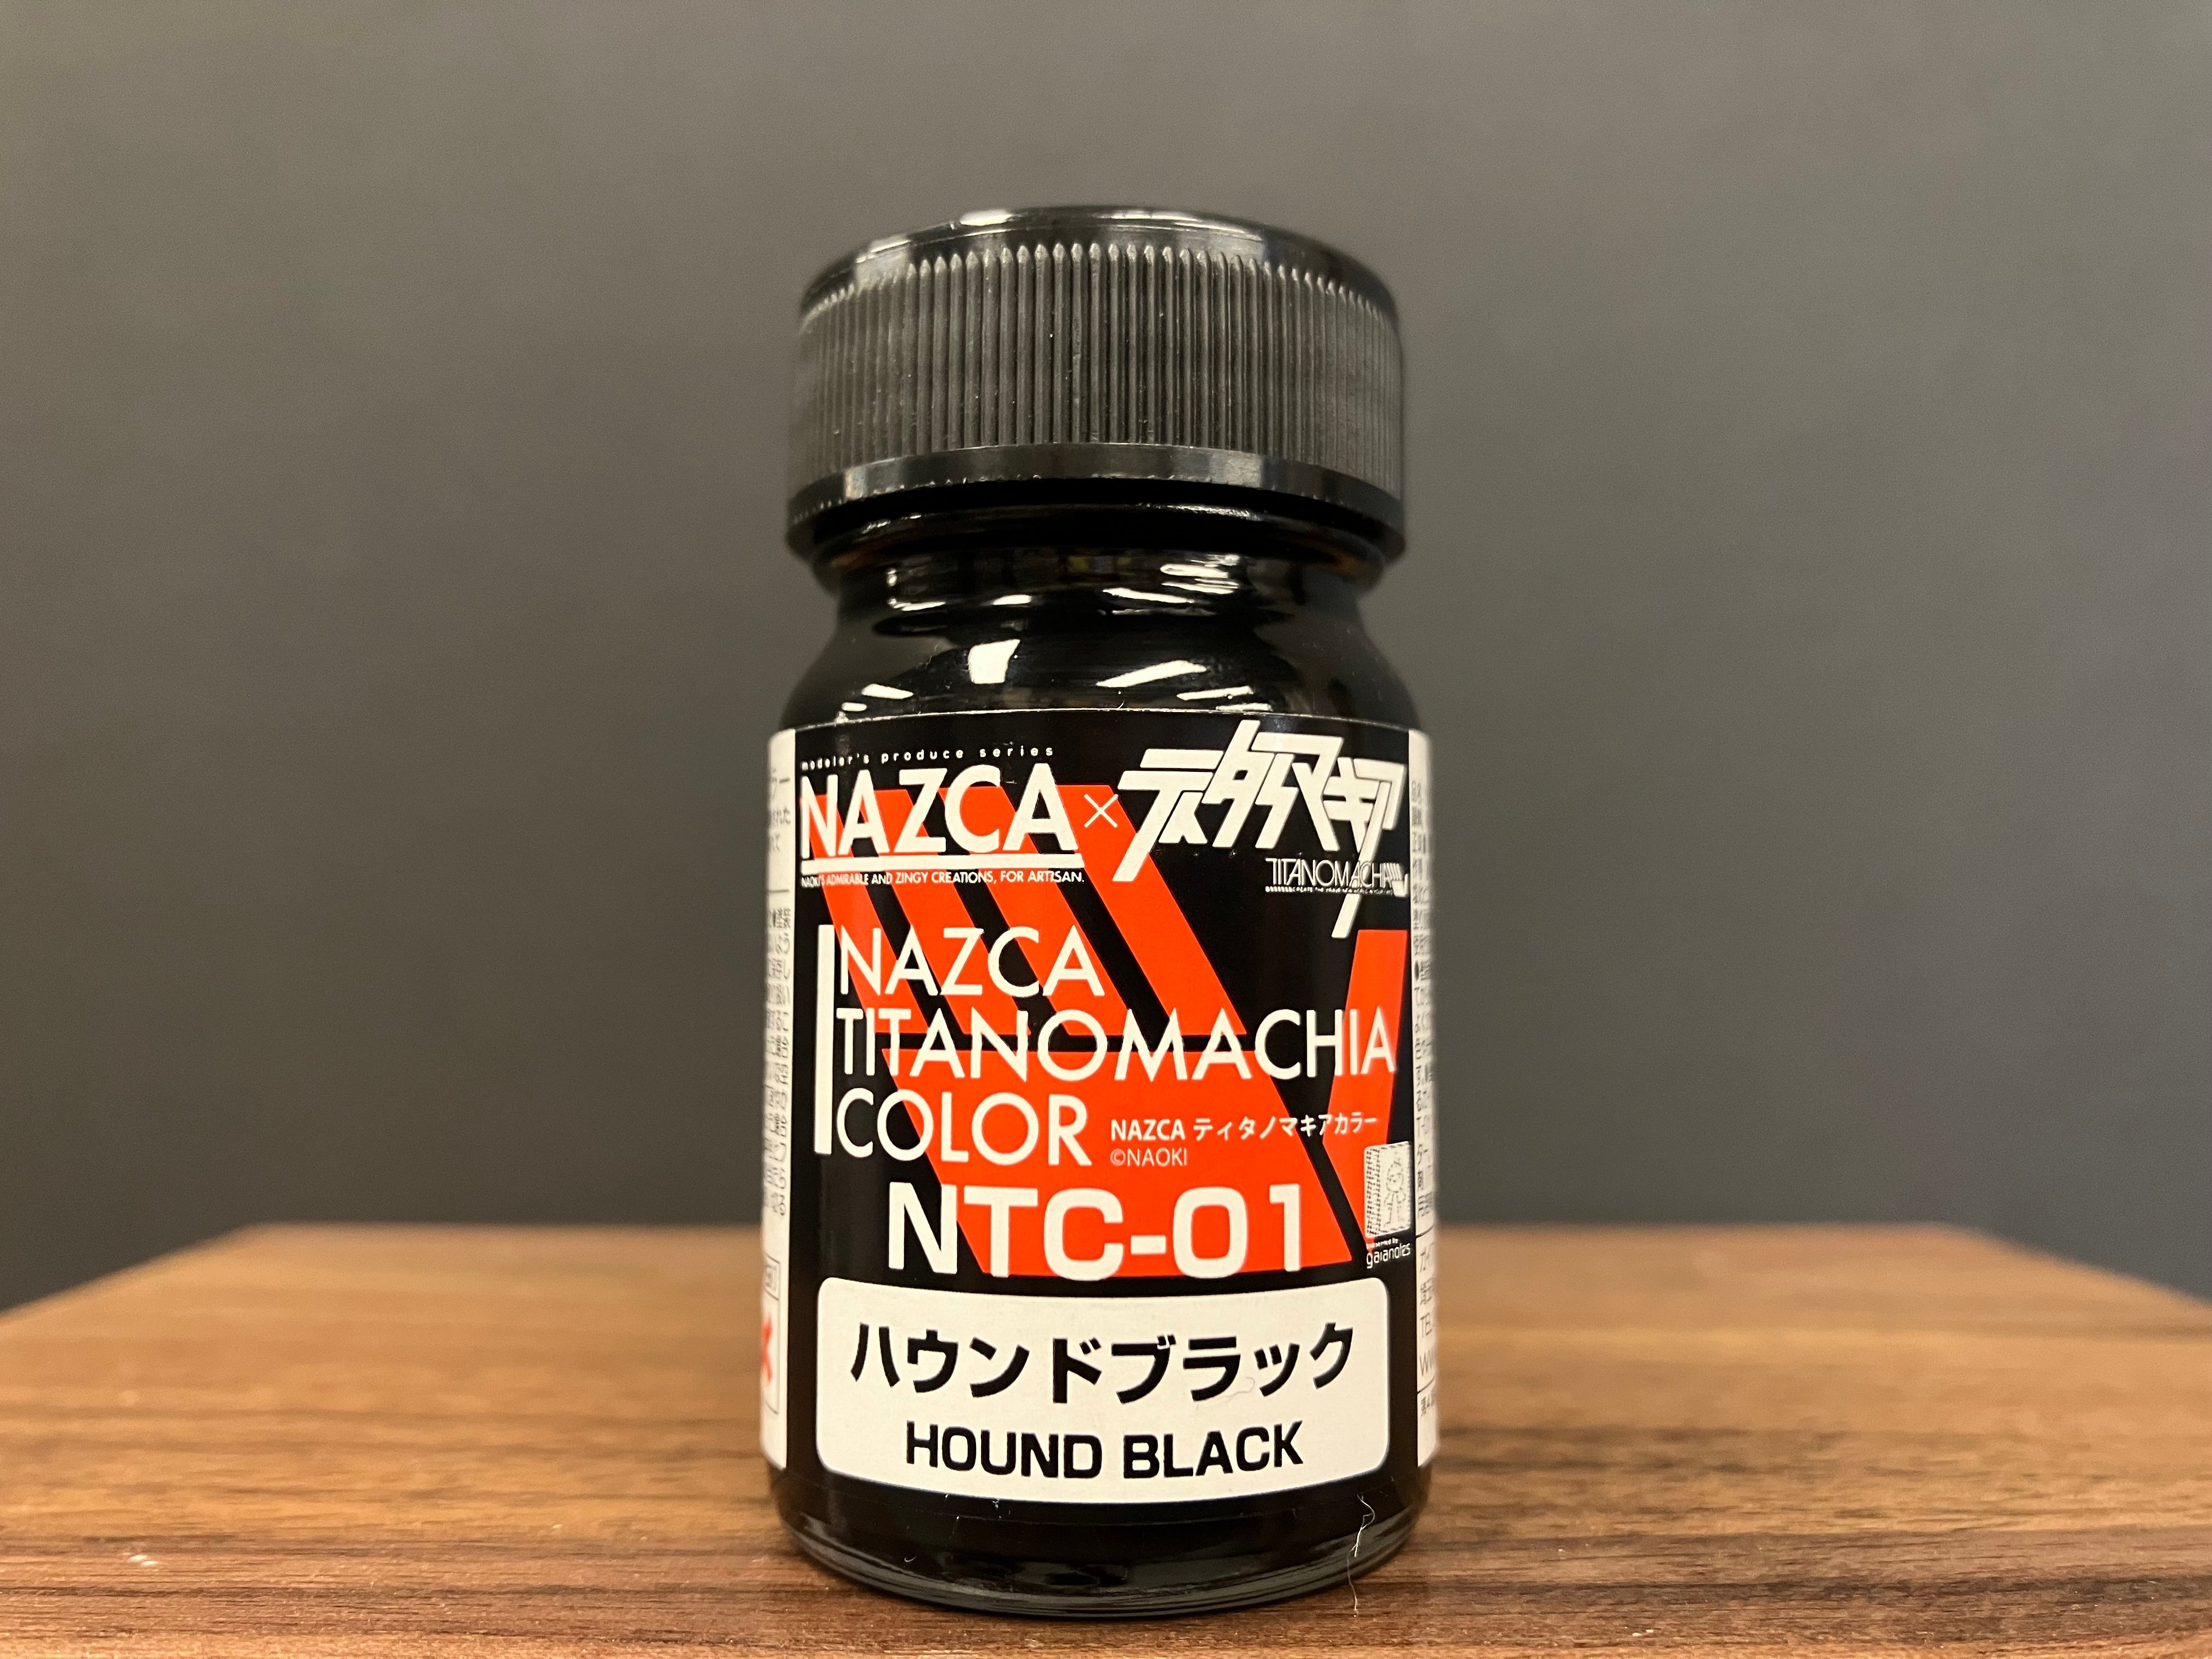 modeler's produce series
NAZCA × ティタノマキア
NAOKI'S ADMIRABLE AND ZINGY CREATIONS, FOR ARTISAN.
TITANOMACHIA
NAZCA
TITANOMACHIA
COLOR
NAZCA ティタノマキアカラー
©NAOKI
NTC-01
presented by
gaianotes
ハウンドブラック
HOUND BLACK